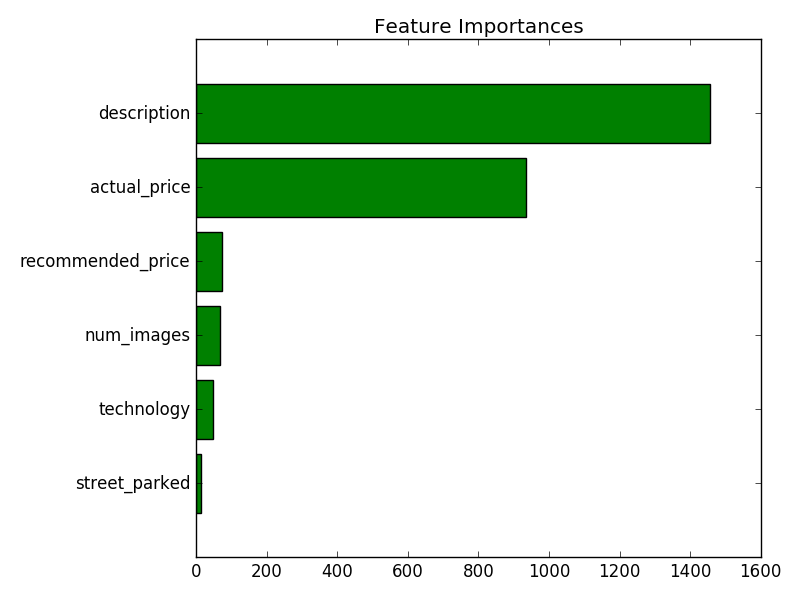 Feature Importances
description
actual_price
recommended_price
num_images
technology
street_parked
0 200 400 600 800 1000 1200 1400 1600